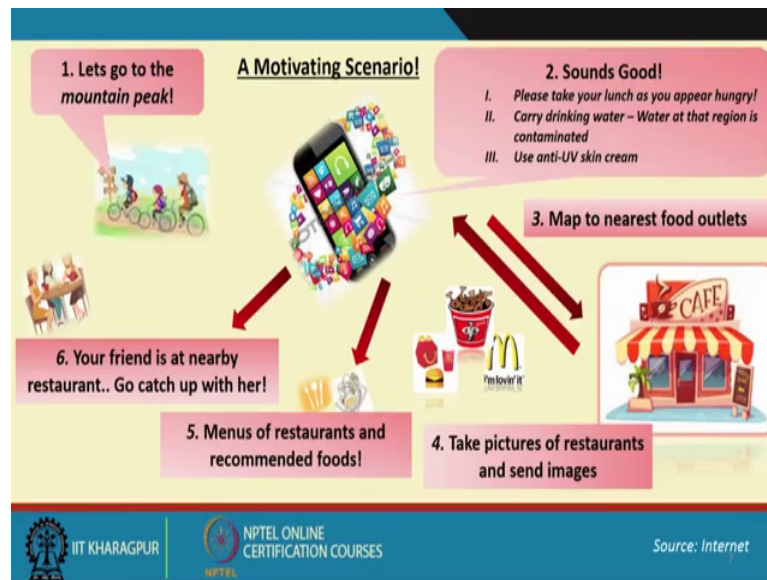 A Motivating Scenario!
1. Lets go to the
mountain peak!
2. Sounds Good!
I. Please take your lunch as you appear hungry!
II. Carry drinking water – Water at that region is
contaminated
III. Use anti-UV skin cream
3. Map to nearest food outlets
CAFE
6. Your friend is at nearby
restaurant.. Go catch up with her!
i'm lovin' it
5. Menus of restaurants and
recommended foods!
4. Take pictures of restaurants
and send images
IIT KHARAGPUR
NPTEL
NPTEL ONLINE
CERTIFICATION COURSES
Source: Internet